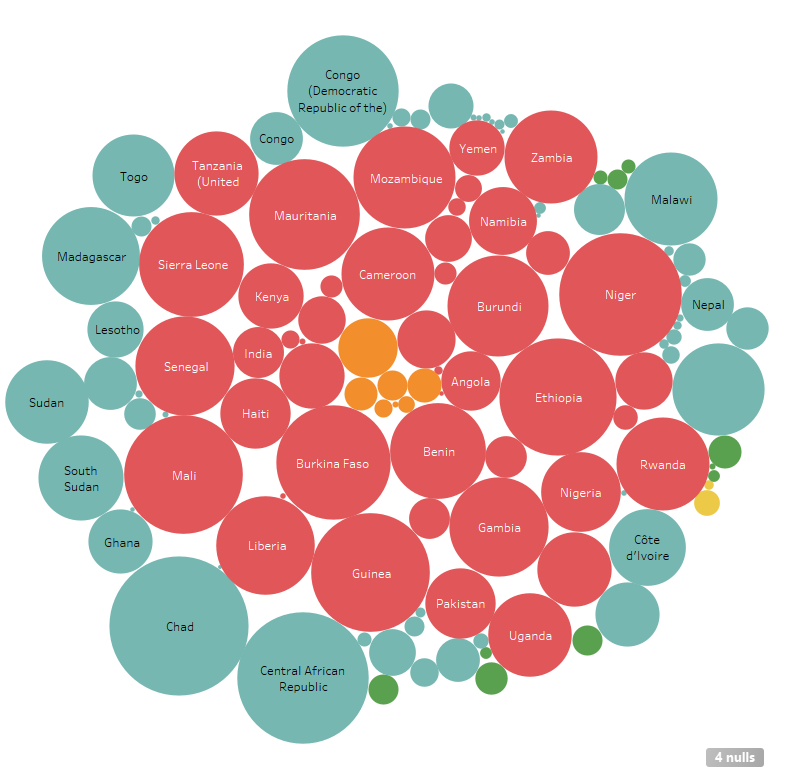 Congo
(Democratic
Republic of the)
Congo
Yemen
Zambia
Tanzania
(United
Togo
Mozambique
Malawi
Mauritania
Namibia
Madagascar
Sierra Leone
Cameroon
Niger
Kenya
Burundi
Nepal
Lesotho
India
Senegal
Angola
Ethiopia
Sudan
Haiti
Benin
Burkina Faso
Rwanda
South
Sudan
Mali
Nigeria
Gambia
Ghana
Liberia
Côte
d'Ivoire
Guinea
Pakistan
Chad
Uganda
Central African
Republic
4 nulls